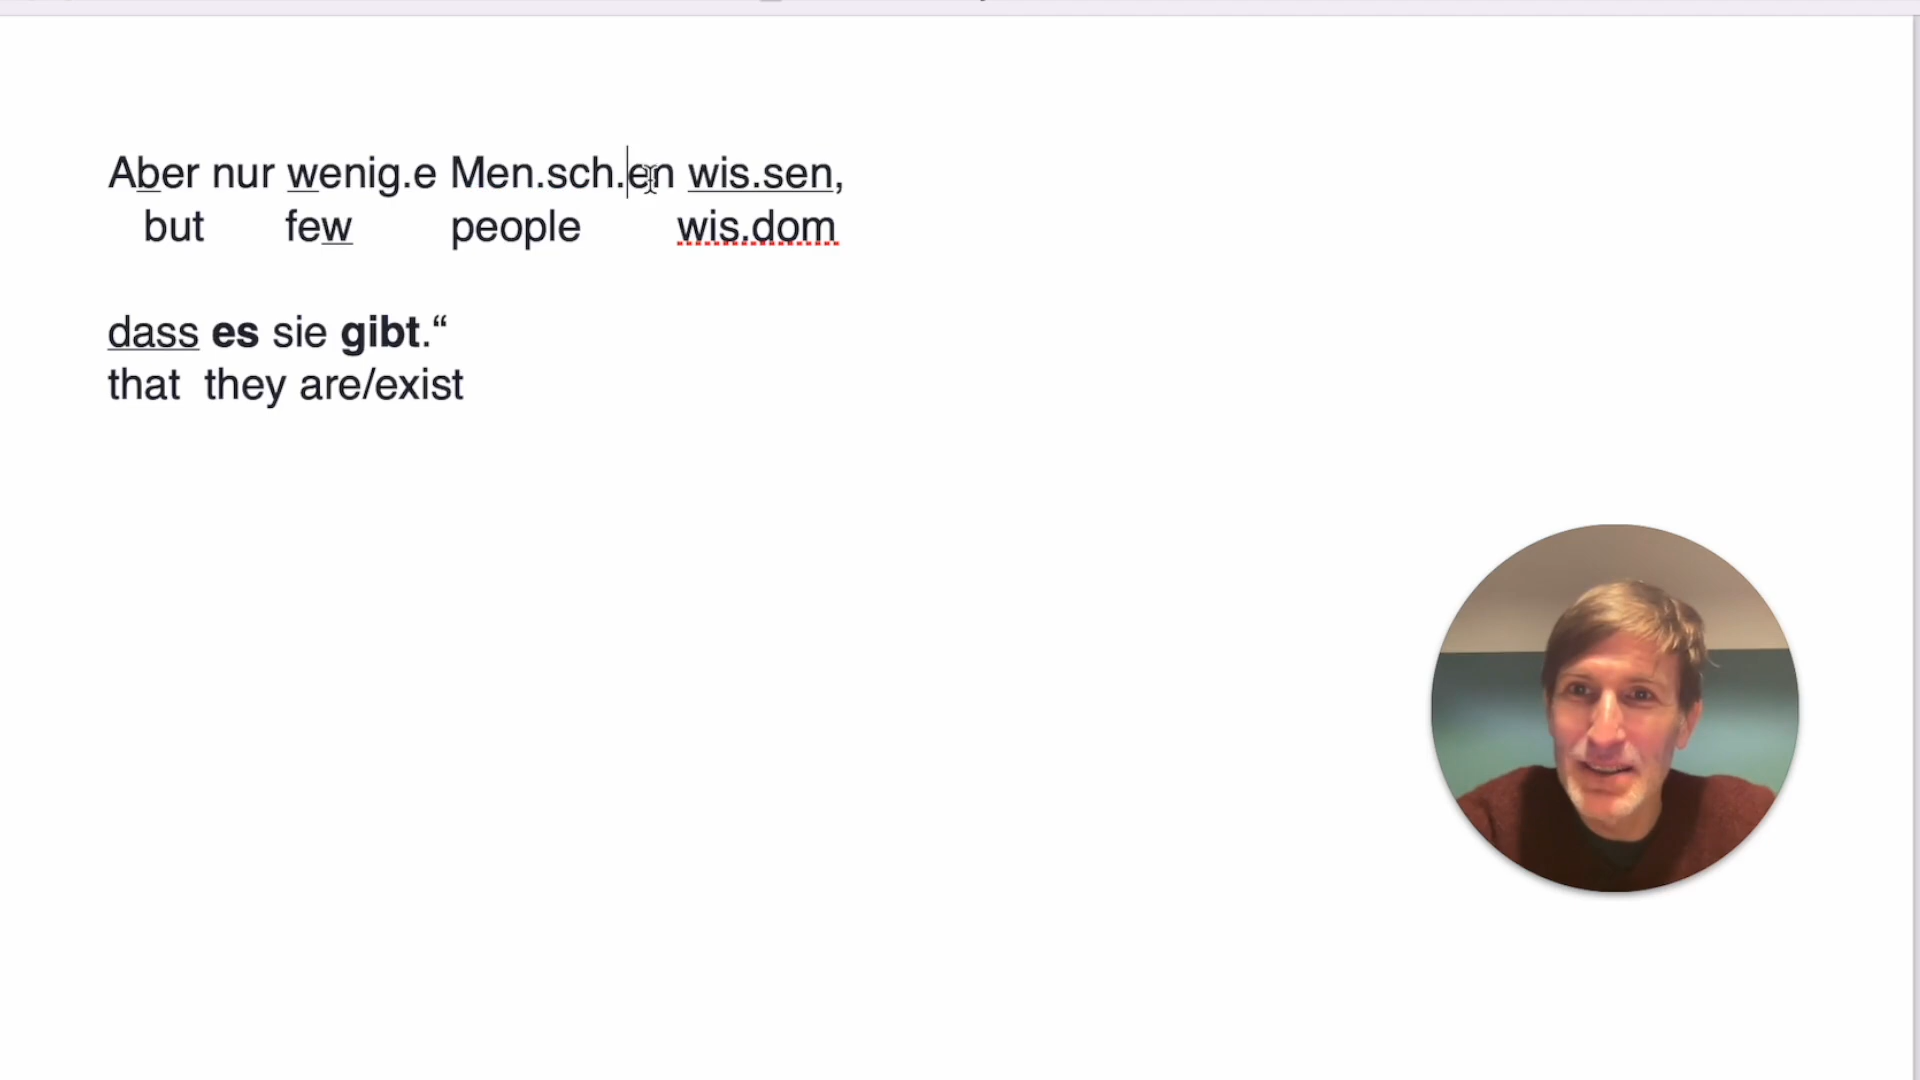 Aber nur wenig.e Men.sch.en wis.sen,
but few people wis.dom
dass es sie gibt.“
that they are/exist